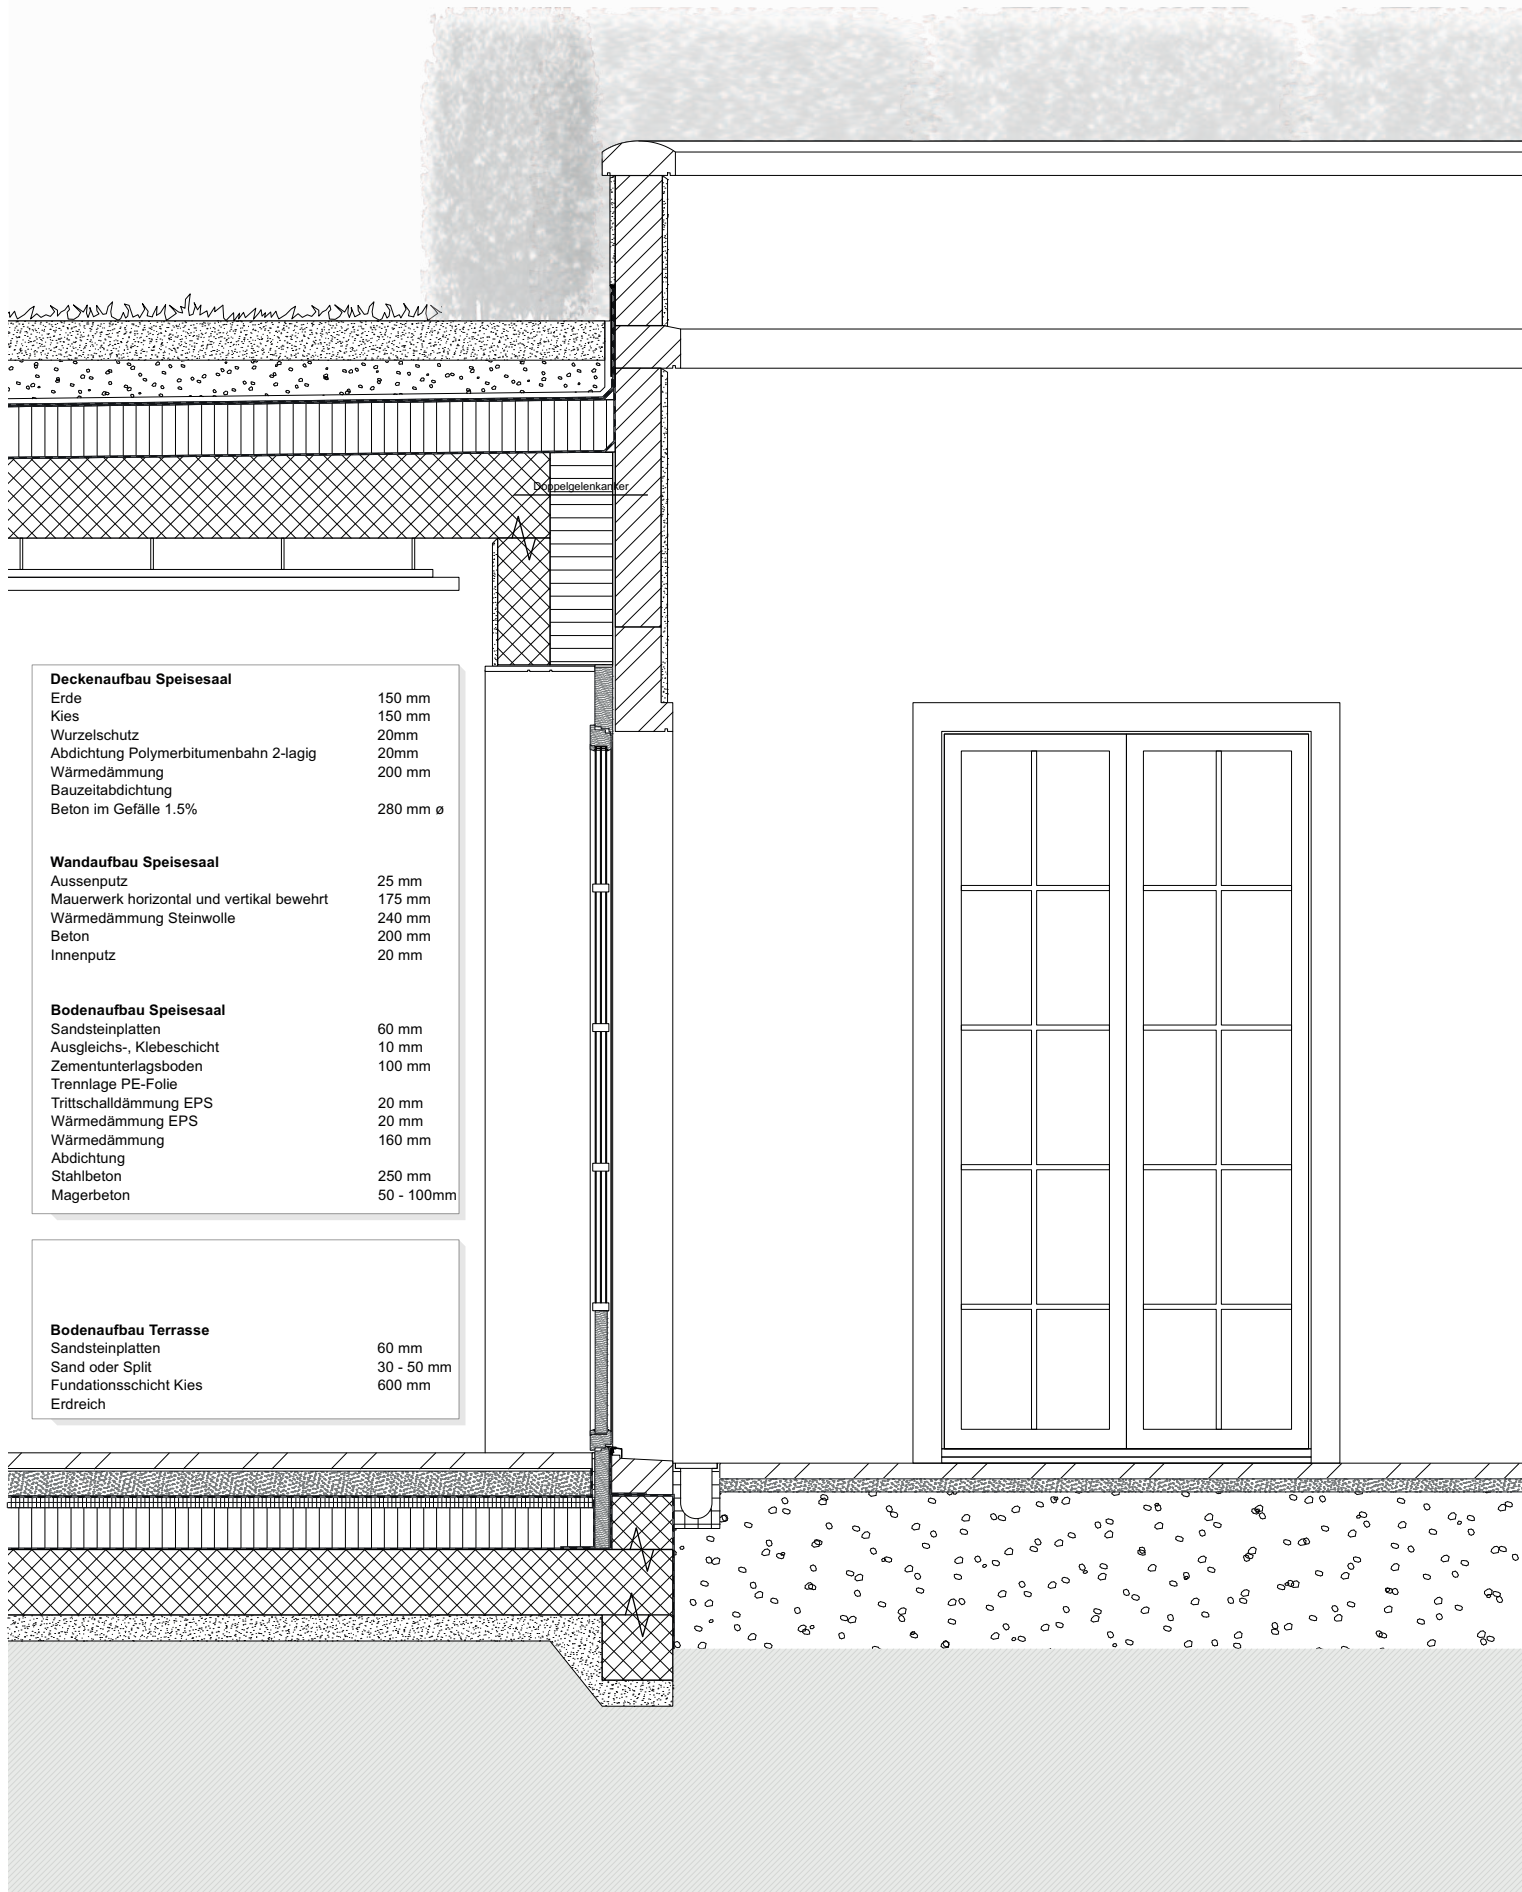 Doppelgelenkanker
Deckenaufbau Speisesaal
Erde 150 mm
Kies 150 mm
Wurzelschutz 20mm
Abdichtung Polymerbitumenbahn 2-lagig 20mm
Wärmedämmung 200 mm
Bauzeitabdichtung
Beton im Gefälle 1.5% 280 mm ø
Wandaufbau Speisesaal
Aussenputz 25 mm
Mauerwerk horizontal und vertikal bewehrt 175 mm
Wärmedämmung Steinwolle 240 mm
Beton 200 mm
Innenputz 20 mm
Bodenaufbau Speisesaal
Sandsteinplatten 60 mm
Ausgleichs-, Klebeschicht 10 mm
Zementunterlagsboden 100 mm
Trennlage PE-Folie
Trittschalldämmung EPS 20 mm
Wärmedämmung EPS 20 mm
Wärmedämmung 160 mm
Abdichtung
Stahlbeton 250 mm
Magerbeton 50 - 100mm
Bodenaufbau Terrasse
Sandsteinplatten 60 mm
Sand oder Split 30 - 50 mm
Fundationsschicht Kies 600 mm
Erdreich